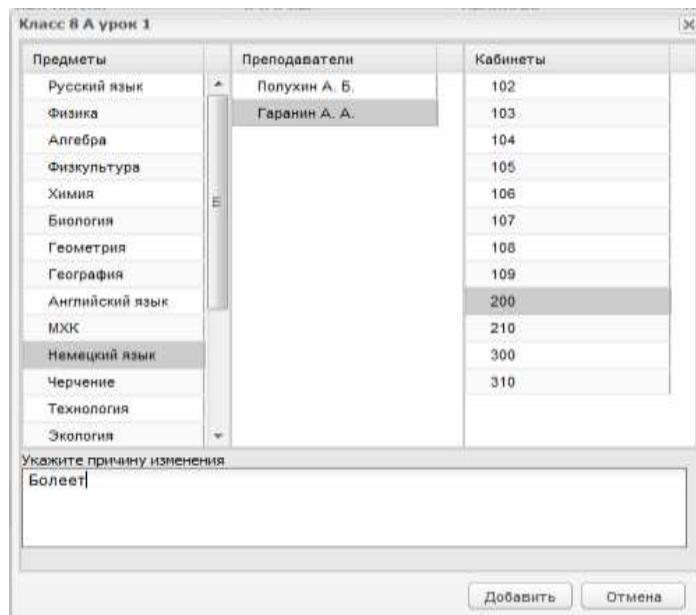 Класс 8 А урок 1
Предметы
Преподаватели
Кабинеты
Русский язык
Физика
Алгебра
Физкультура
Химия
Биология
Геометрия
География
Английский язык
МХК
Немецкий язык
Черчение
Технология
Экология
Полухин А. Б.
Гаранин А. А.
102
103
104
105
106
107
108
109
200
210
300
310
Укажите причину изменения
Болеет
Добавить
Отмена